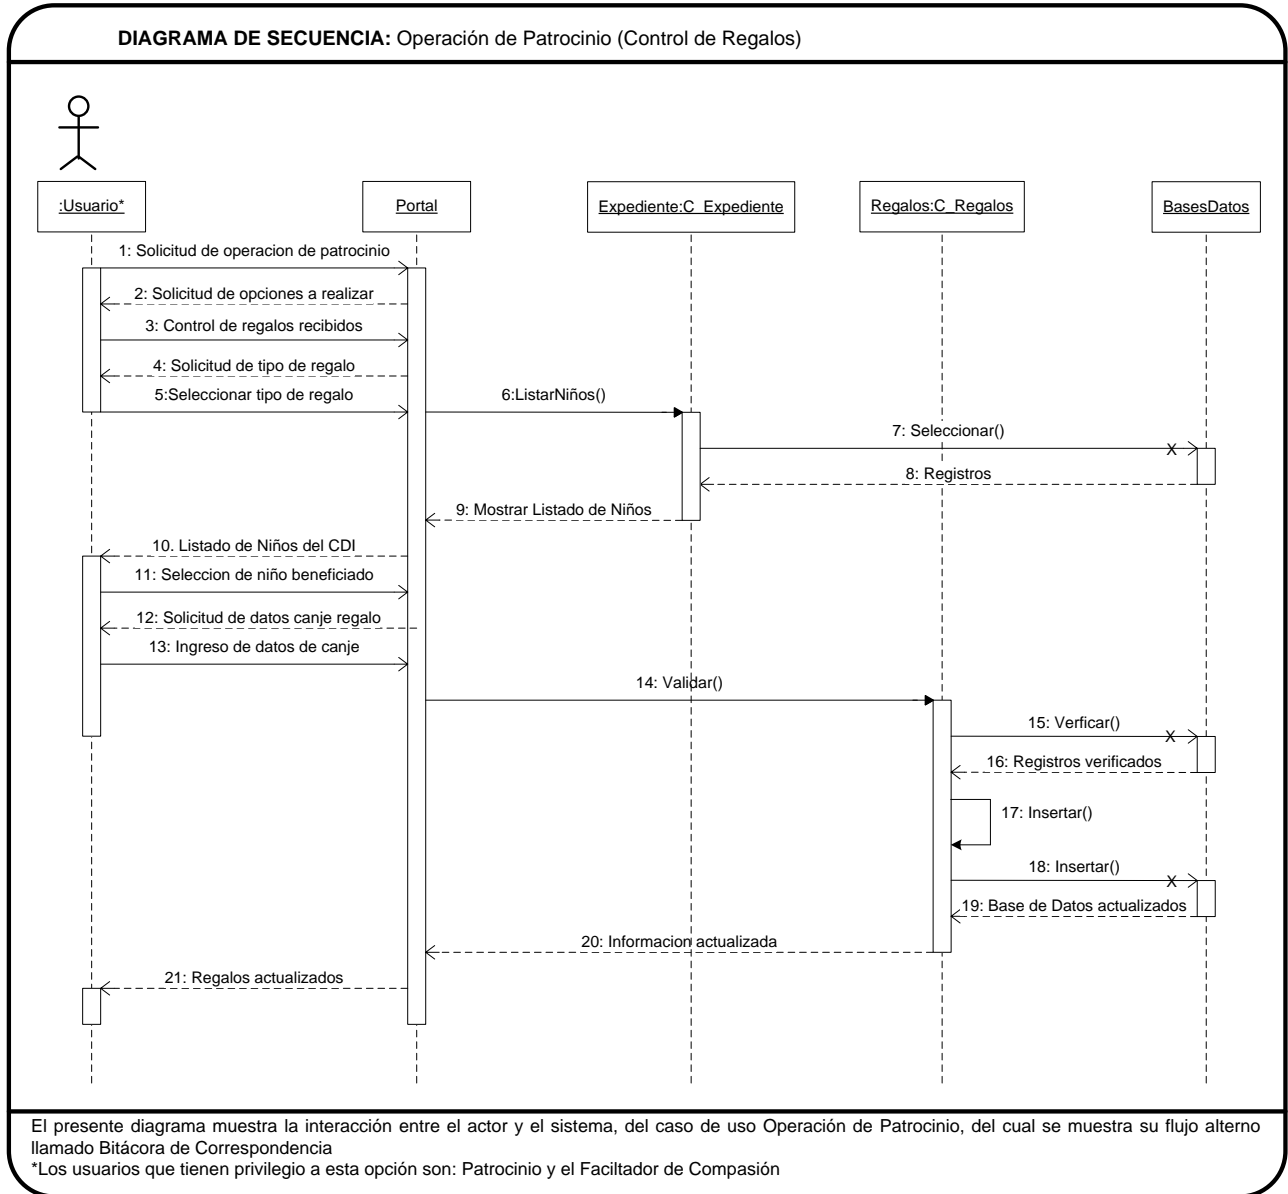 DIAGRAMA DE SECUENCIA: Operación de Patrocinio (Control de Regalos)
:Usuario*
Portal
Expediente:C_Expediente
Regalos:C_Regalos
BasesDatos
1: Solicitud de operacion de patrocinio
2: Solicitud de opciones a realizar
3: Control de regalos recibidos
4: Solicitud de tipo de regalo
5:Seleccionar tipo de regalo
6:ListarNiños()
7: Seleccionar()
X
8: Registros
9: Mostrar Listado de Niños
10. Listado de Niños del CDI
11: Seleccion de niño beneficiado
12: Solicitud de datos canje regalo
13: Ingreso de datos de canje
14: Validar()
15: Verficar()
X
16: Registros verificados
17: Insertar()
18: Insertar()
X
19: Base de Datos actualizados
20: Informacion actualizada
21: Regalos actualizados
El presente diagrama muestra la interacción entre el actor y el sistema, del caso de uso Operación de Patrocinio, del cual se muestra su flujo alterno
llamado Bitácora de Correspondencia
*Los usuarios que tienen privilegio a esta opción son: Patrocinio y el Faciltador de Compasión